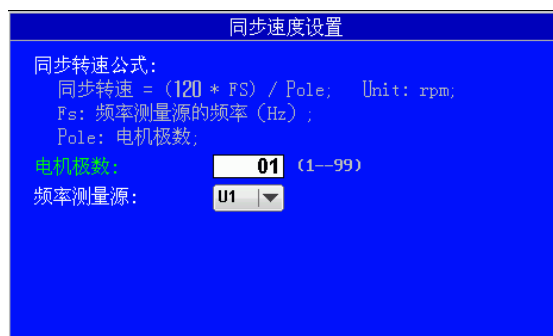 同步速度设置
同步转速公式:
同步转速 = (120 * FS) / Pole; Unit: rpm;
Fs: 频率测量源的频率(Hz);
Pole: 电机极数;
电机极数: 01 (1--99)
频率测量源: U1